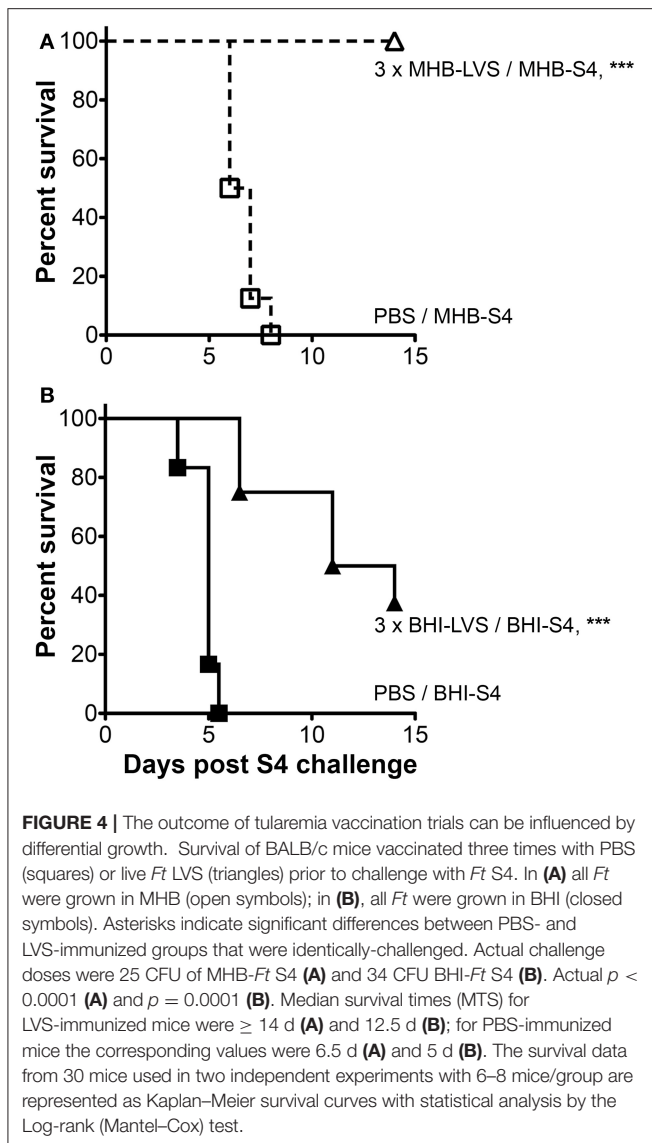 A
100
80
60
40
20
0
Percent survival
3 x MHB-LVS / MHB-S4, ***
PBS / MHB-S4
0 5 10 15
B
100
80
60
40
20
0
Percent survival
3 x BHI-LVS / BHI-S4, ***
PBS / BHI-S4
0 5 10 15
Days post S4 challenge
FIGURE 4 | The outcome of tularemia vaccination trials can be influenced by
differential growth. Survival of BALB/c mice vaccinated three times with PBS
(squares) or live Ft LVS (triangles) prior to challenge with Ft S4. In (A) all Ft
were grown in MHB (open symbols); in (B), all Ft were grown in BHI (closed
symbols). Asterisks indicate significant differences between PBS- and
LVS-immunized groups that were identically-challenged. Actual challenge
doses were 25 CFU of MHB-Ft S4 (A) and 34 CFU BHI-Ft S4 (B). Actual p <
0.0001 (A) and p = 0.0001 (B). Median survival times (MTS) for
LVS-immunized mice were ≥ 14 d (A) and 12.5 d (B); for PBS-immunized
mice the corresponding values were 6.5 d (A) and 5 d (B). The survival data
from 30 mice used in two independent experiments with 6–8 mice/group are
represented as Kaplan–Meier survival curves with statistical analysis by the
Log-rank (Mantel–Cox) test.